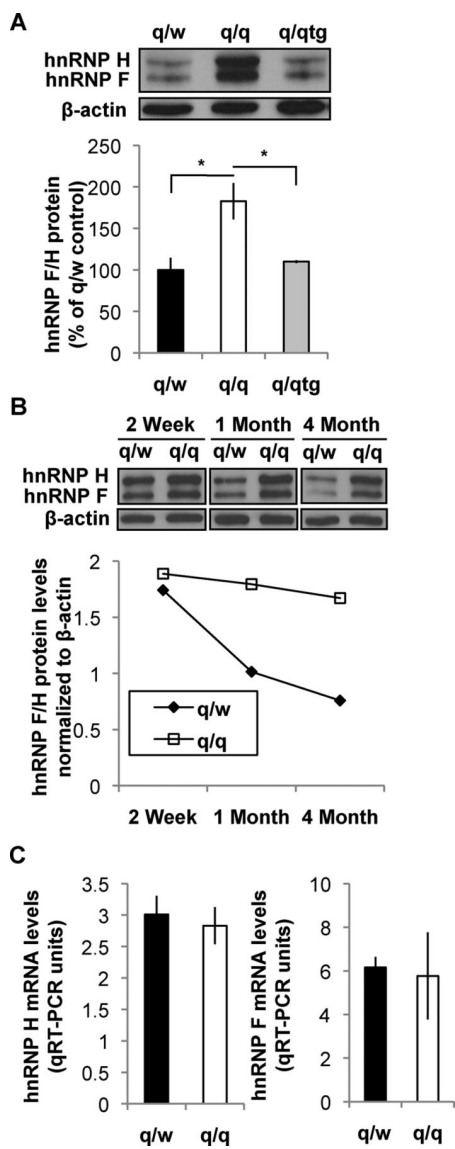 A
q/w q/q q/qtg
hnRNP H
hnRNP F
β-actin
hnRNP F/H protein
(% of q/w control)
250
200
150
100
50
0
*
*
q/w q/q q/qtg
B
2 Week 1 Month 4 Month
q/w q/q q/w q/q q/w q/q
hnRNP H
hnRNP F
β-actin
hnRNP F/H protein levels
normalized to β-actin
2
1.5
1
0.5
0
q/w
q/q
2 Week 1 Month 4 Month
C
hnRNP H mRNA levels
(qRT-PCR units)
3.5
3
2.5
2
1.5
1
0.5
0
q/w q/q
hnRNP F mRNA levels
(qRT-PCR units)
10
8
6
4
2
0
q/w q/q